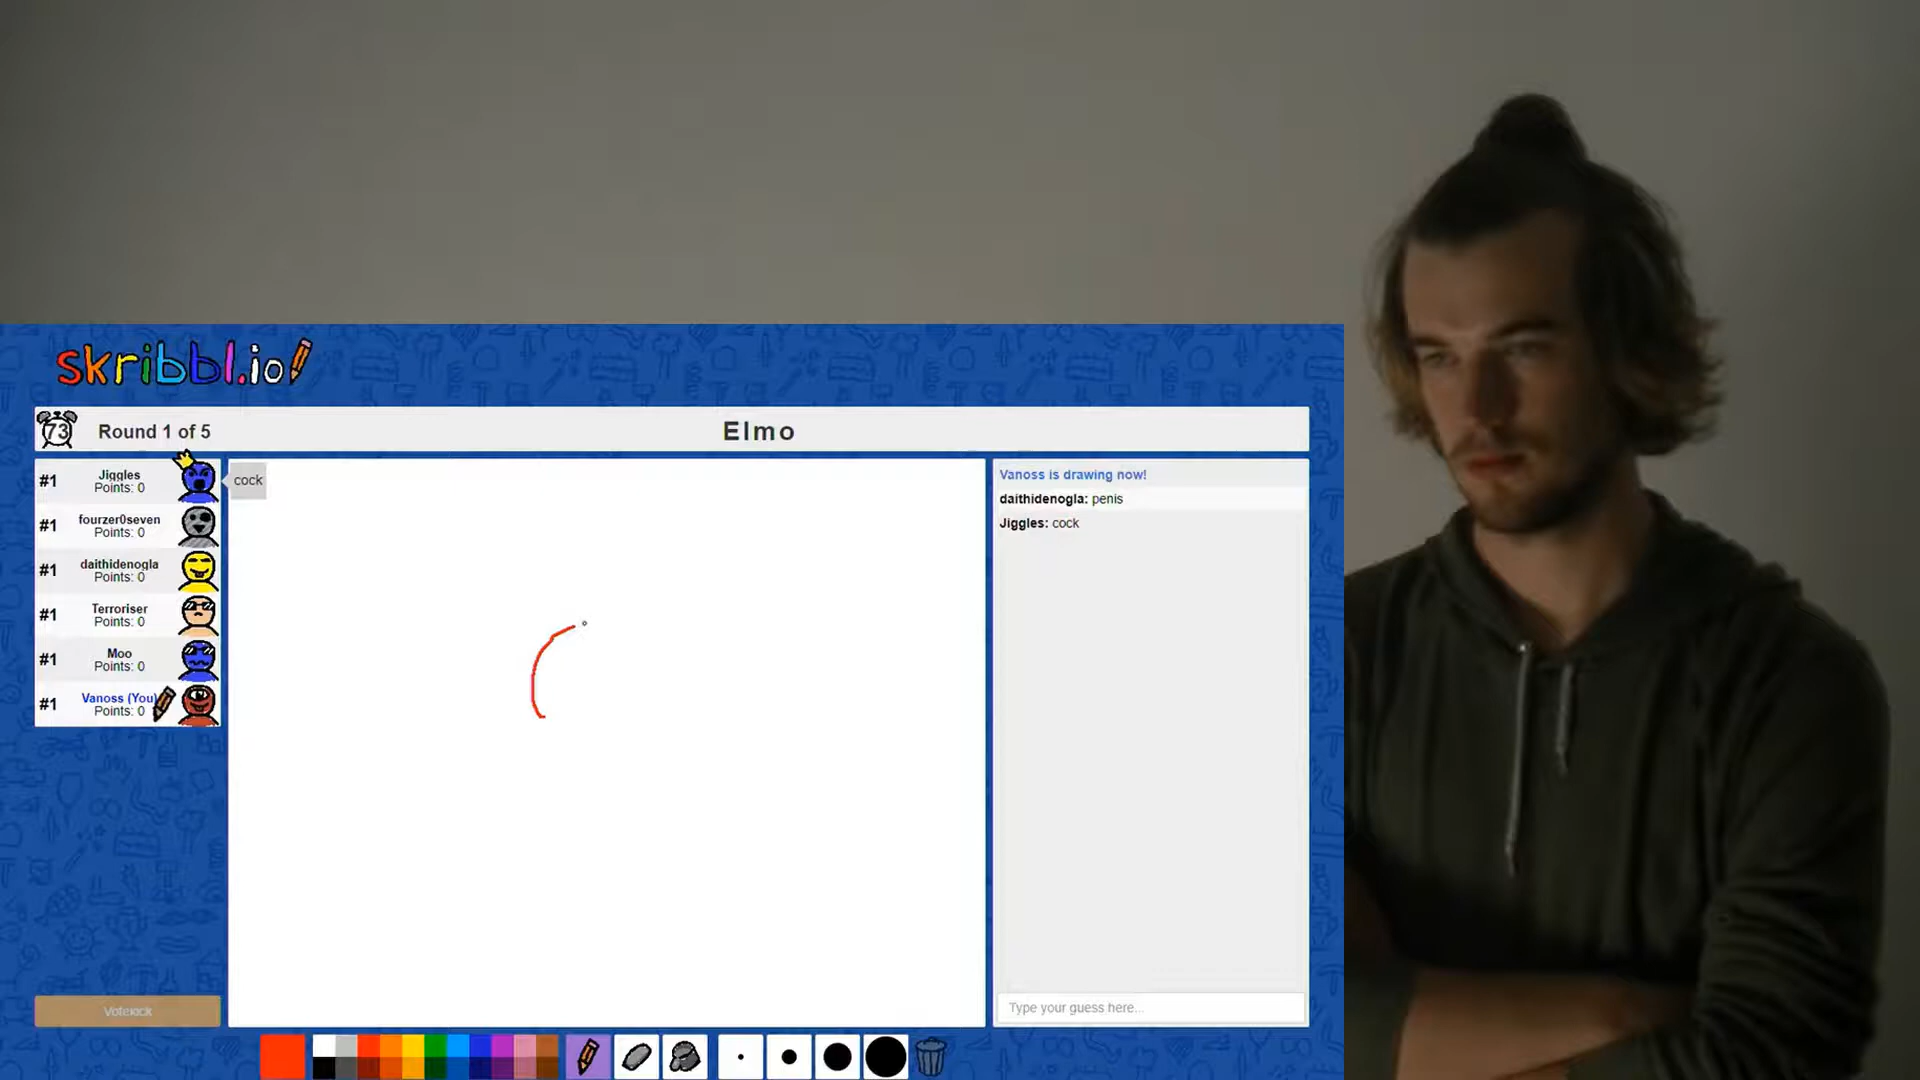 skribbl.io
73
Round 1 of 5
Elmo
#1
Jiggles
Points: 0
cock
#1
fourzer0seven
Points: 0
#1
daithidenogla
Points: 0
#1
Terroriser
Points: 0
#1
Moo
Points: 0
#1
Vanoss (You)
Points: 0
Votekick
Vanoss is drawing now!
daithidenogla: penis
Jiggles: cock
Type your guess here...